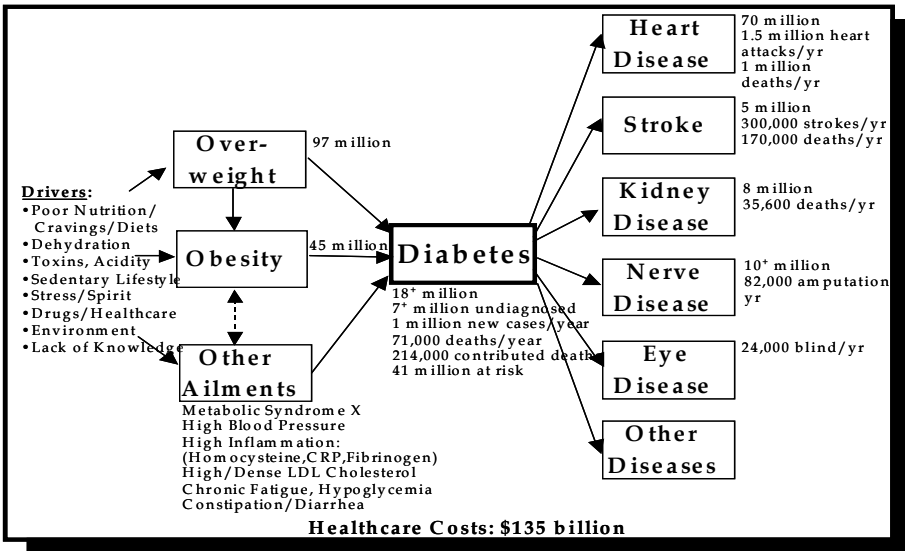 Heart
Disease
70 million
1.5 million heart
attacks/yr
1 million
deaths/yr
Stroke
5 million
300,000 strokes/yr
170,000 deaths/yr
Over-
weight
97 million
Kidney
Disease
8 million
35,600 deaths/yr
Drivers:
•Poor Nutrition/
Cravings/Diets
•Dehydration
•Toxins, Acidity
•Sedentary Lifestyle
•Stress/Spirit
•Drugs/Healthcare
•Environment
•Lack of Knowledge
Obesity
45 million
Diabetes
18+ million
7+ million undiagnosed
1 million new cases/year
71,000 deaths/year
214,000 contributed death
41 million at risk
Nerve
Disease
10+ million
82,000 amputation
yr
Eye
Disease
24,000 blind/yr
Other
Ailments
Metabolic Syndrome X
High Blood Pressure
High Inflammation:
(Homocysteine,CRP,Fibrinogen)
High/Dense LDL Cholesterol
Chronic Fatigue, Hypoglycemia
Constipation/Diarrhea
Other
Diseases
Healthcare Costs: $135 billion